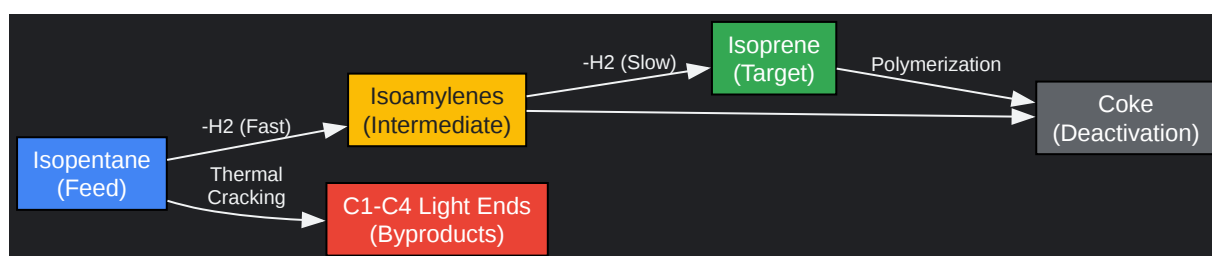 Isopentane
(Feed)
-H2 (Fast)
Thermal
Cracking
Isoamylenes
(Intermediate)
C1-C4 Light Ends
(Byproducts)
-H2 (Slow)
Isoprene
(Target)
Polymerization
Coke
(Deactivation)